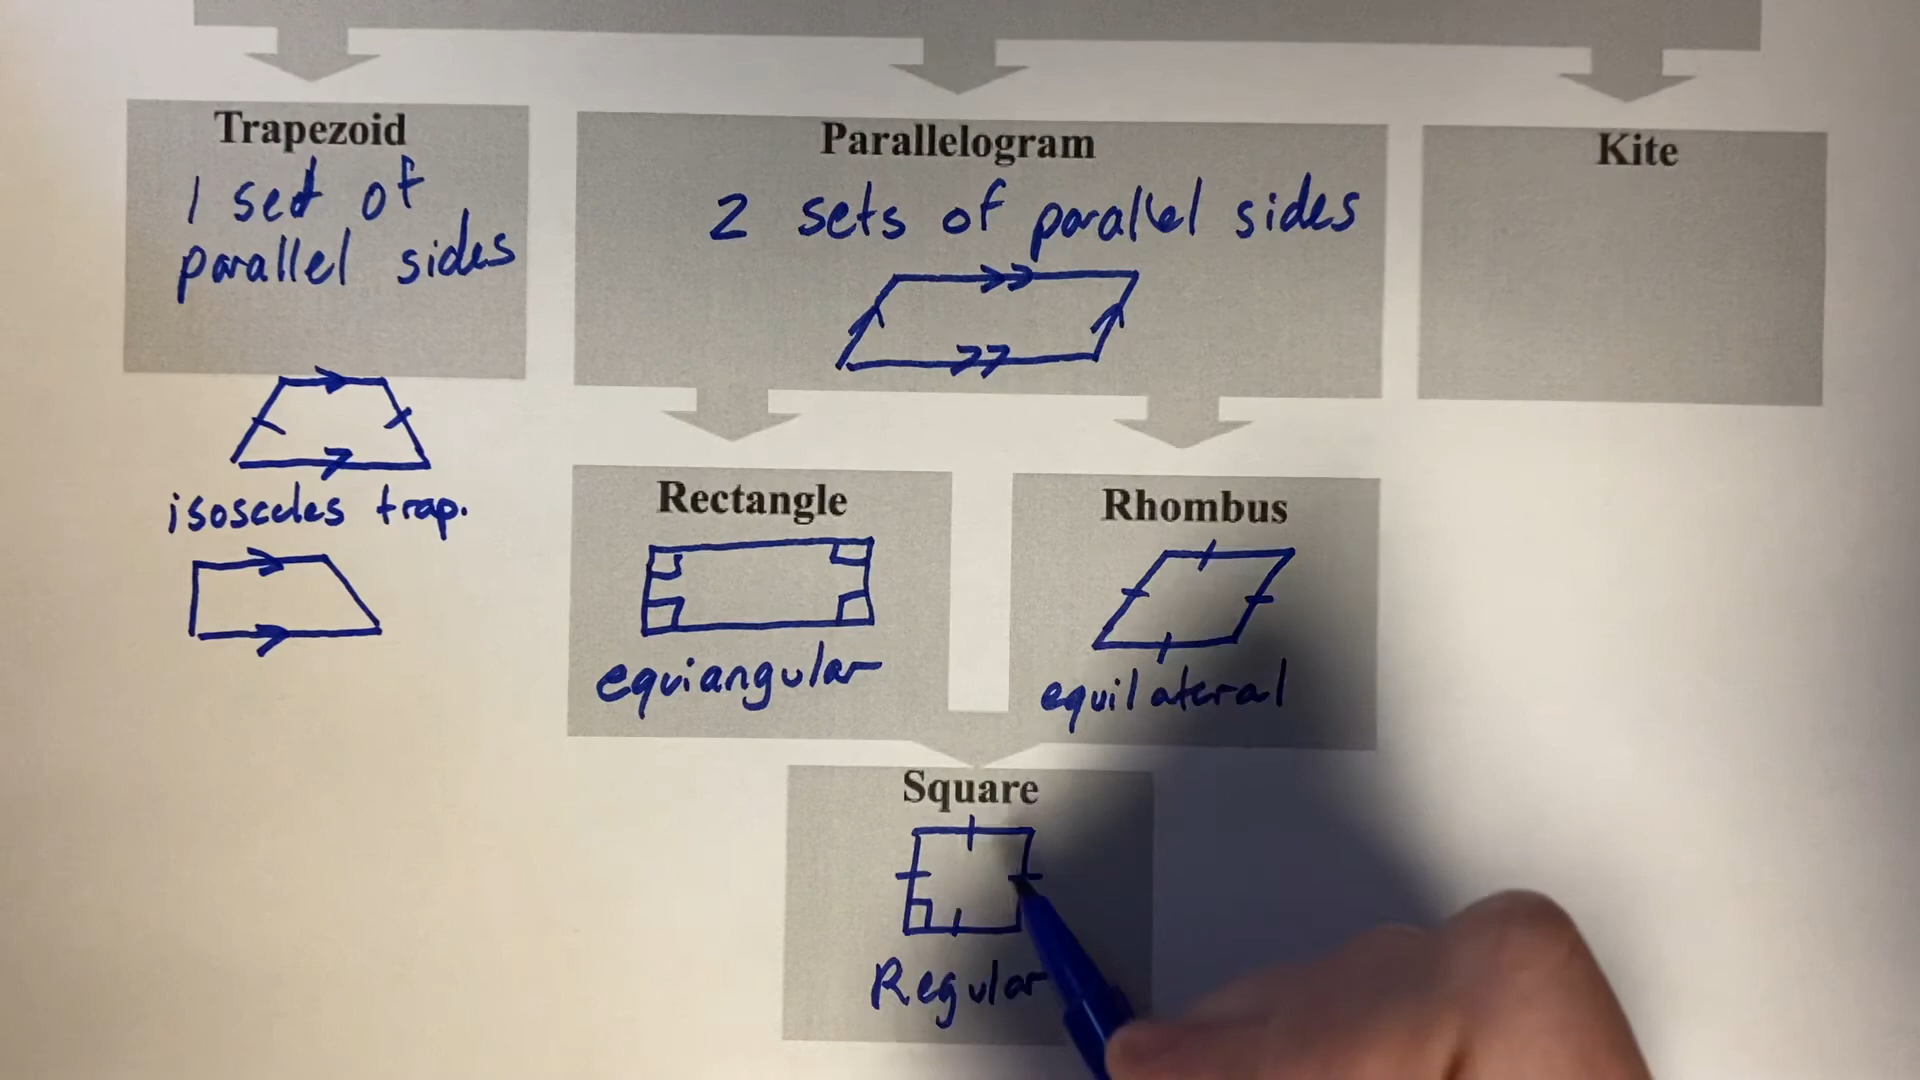 Trapezoid
1 set of
parallel sides
isosceles trap.
Parallelogram
2 sets of parallel sides
Kite
Rectangle
equiangular
Rhombus
equilateral
Square
Regular